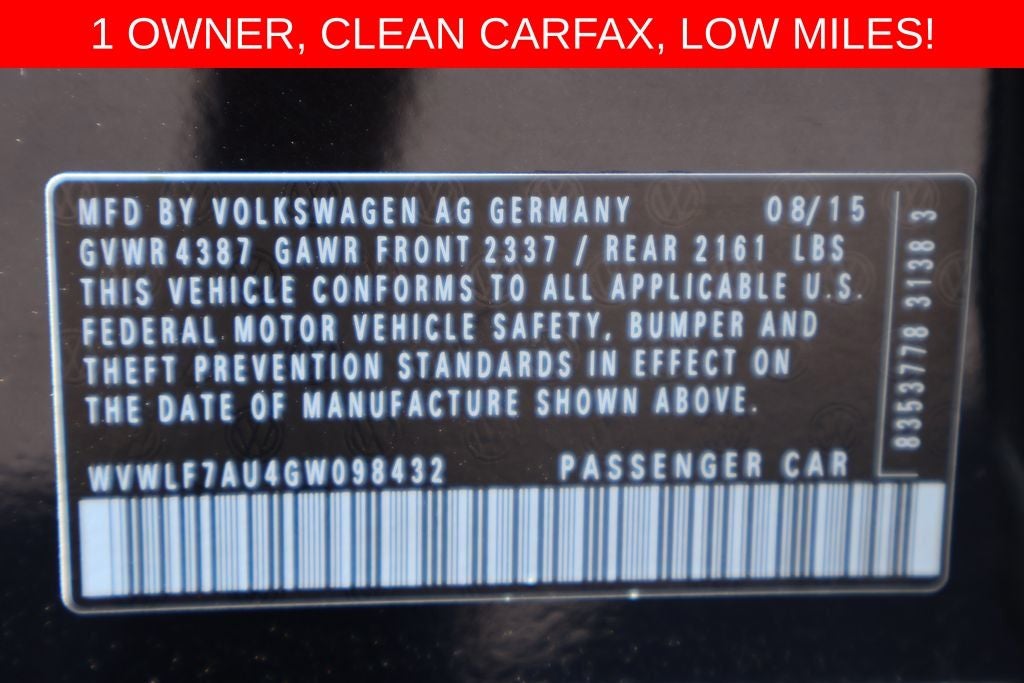 1 OWNER, CLEAN CARFAX, LOW MILES!
MFD BY VOLKSWAGEN AG GERMANY 08/15
GVWR 4387 GAWR FRONT 2337 / REAR 2161 LBS
THIS VEHICLE CONFORMS TO ALL APPLICABLE U.S.
FEDERAL MOTOR VEHICLE SAFETY, BUMPER AND
THEFT PREVENTION STANDARDS IN EFFECT ON
THE DATE OF MANUFACTURE SHOWN ABOVE.
WVWLF7AU4GW098432 PASSENGER CAR
8353778 3138 3